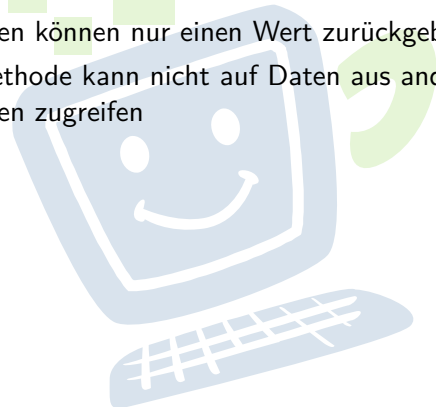 en können nur einen Wert zurückgeb
ethode kann nicht auf Daten aus and
en zugreifen